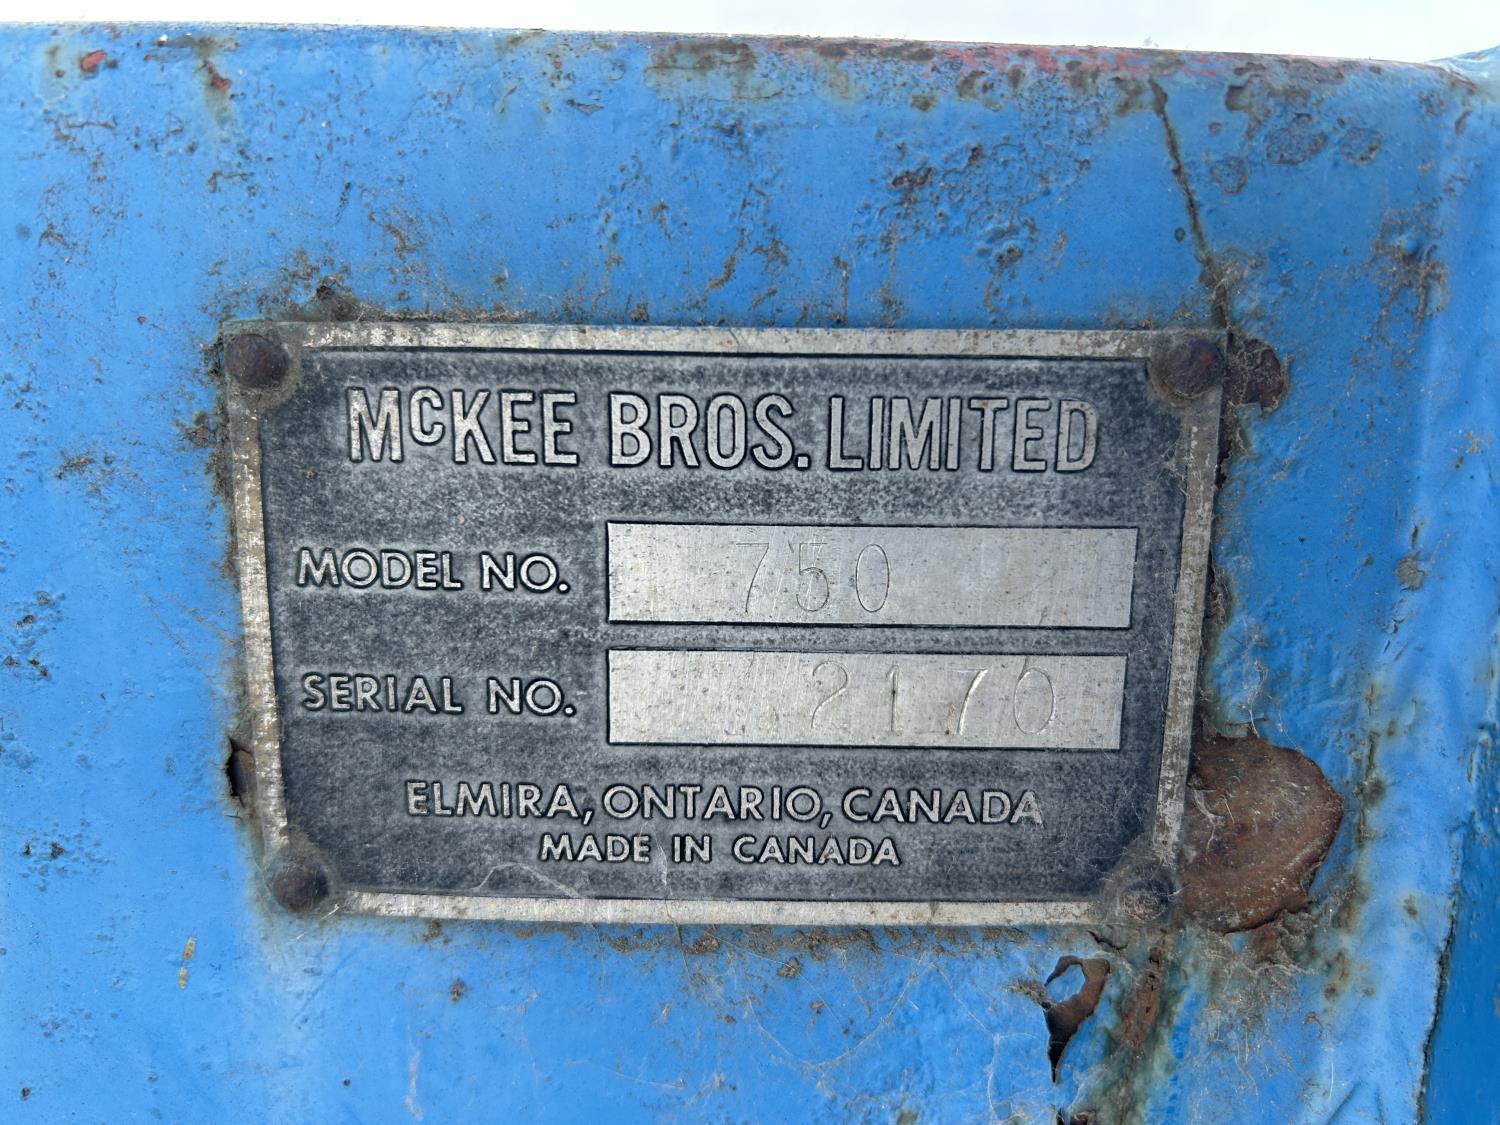 McKEE BROS. LIMITED
MODEL NO. 750
SERIAL NO. 2170
ELMIRA, ONTARIO, CANADA
MADE IN CANADA